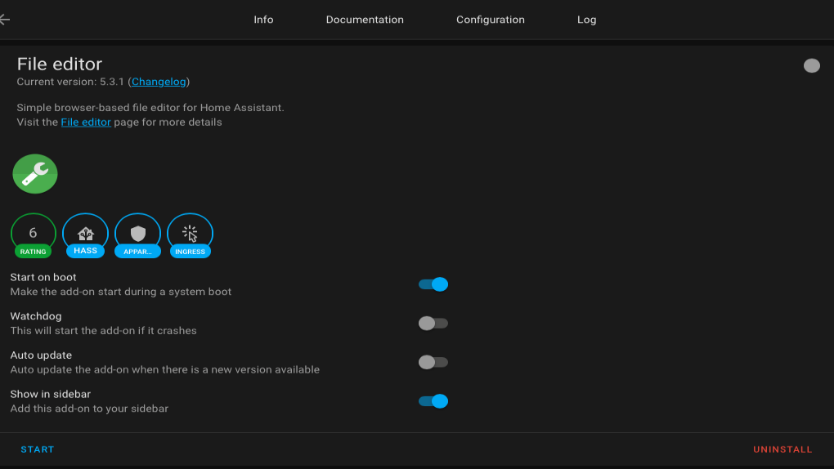 Info Documentation Configuration Log
File editor
Current version: 5.3.1 (Changelog)
Simple browser-based file editor for Home Assistant.
Visit the File editor page for more details
6
RATING HASS APPAR... INGRESS
Start on boot
Make the add-on start during a system boot
Watchdog
This will start the add-on if it crashes
Auto update
Auto update the add-on when there is a new version available
Show in sidebar
Add this add-on to your sidebar
START UNINSTALL